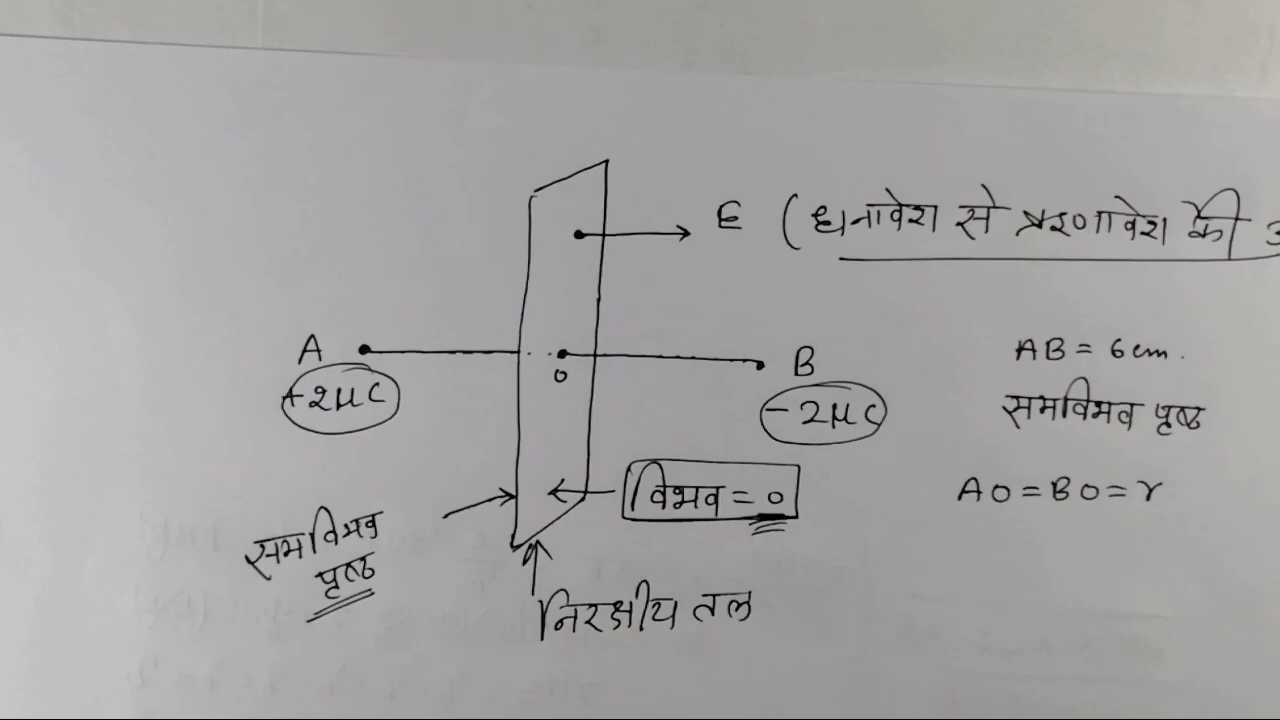 E (धनावेश से ऋणावेश की
A
+2μC
O
B
-2μC
AB = 6cm.
समविभव पृष्ठ
AO = BO = r
विभव = 0
समविभव
पृष्ठ
निरक्षीय तल